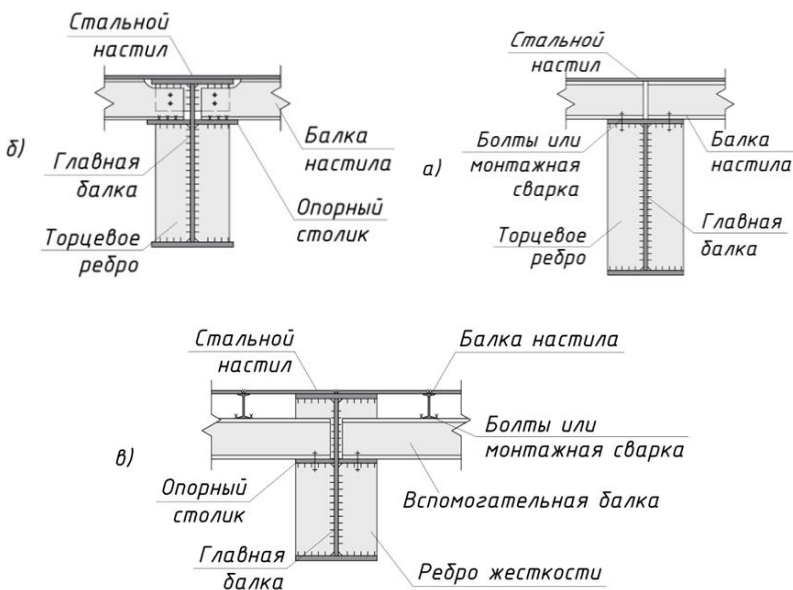 Стальной
настил
б)
Балка
настила
Главная
балка
Опорный
столик
Торцевое
ребро
Стальной
настил
а)
Болты или
монтажная
сварка
Балка
настила
Торцевое
ребро
Главная
балка
Стальной
настил
Балка настила
в)
Болты или
монтажная сварка
Опорный
столик
Вспомогательная балка
Главная
балка
Ребро жесткости